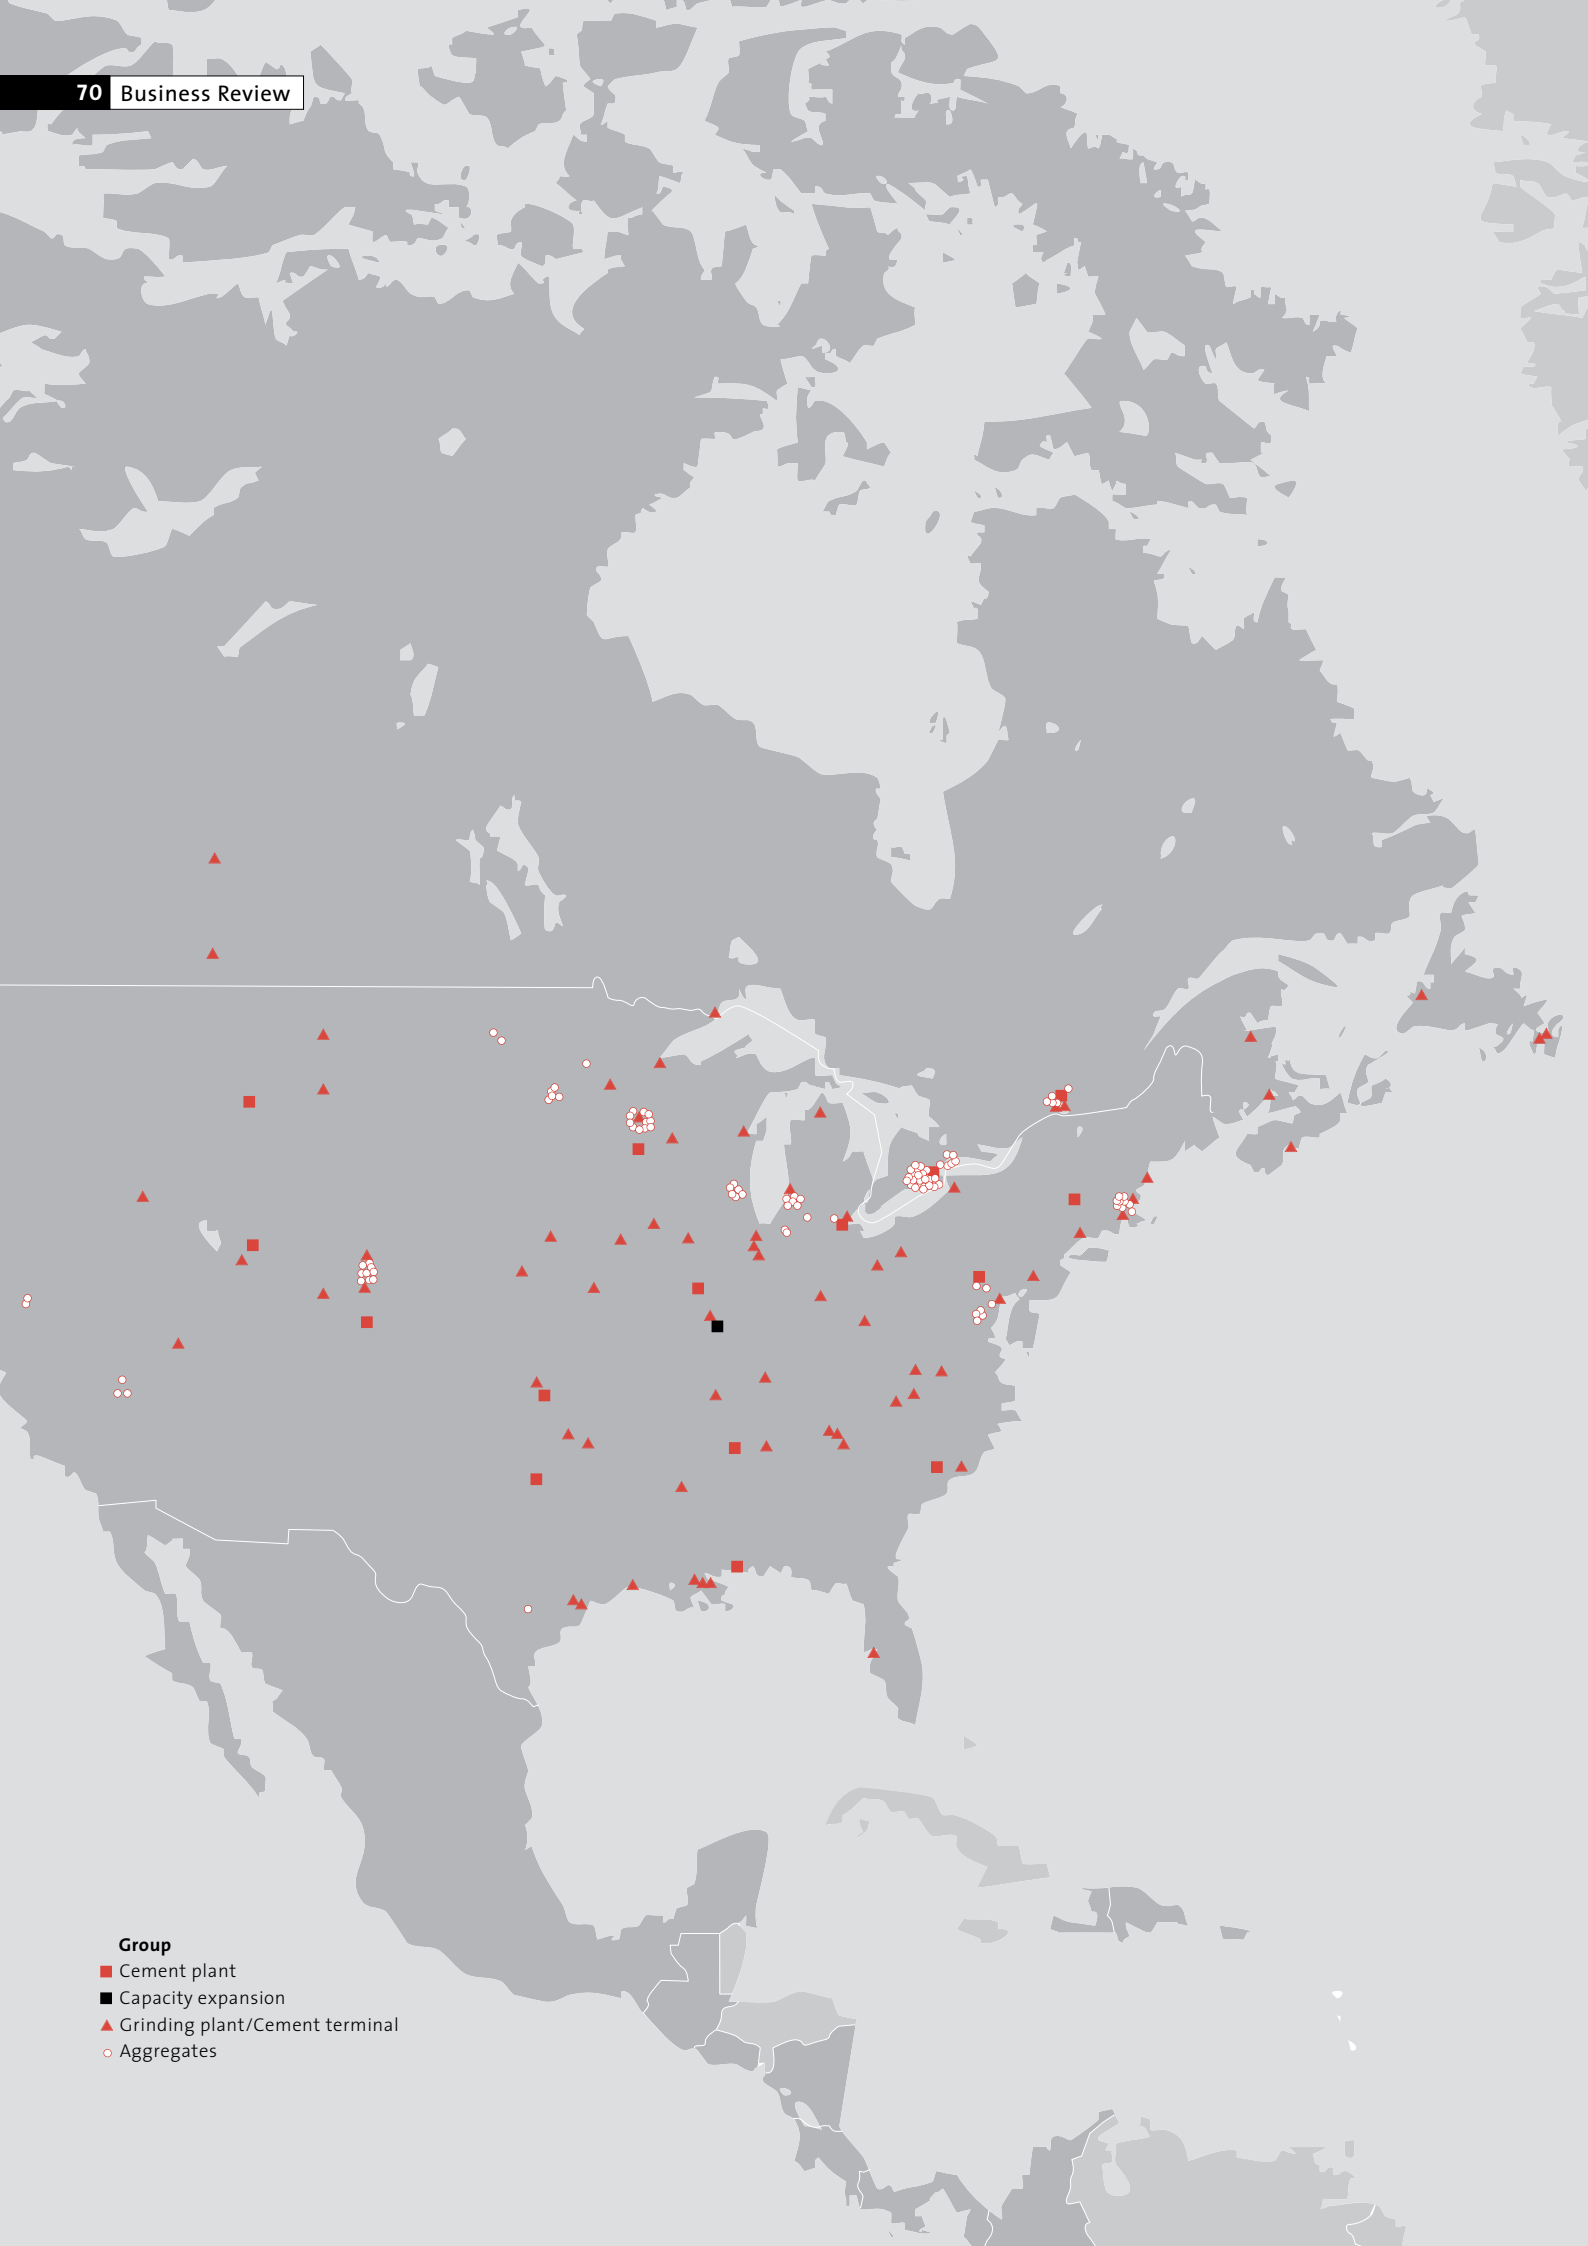 70 Business Review
Group
Cement plant
Capacity expansion
Grinding plant/Cement terminal
Aggregates